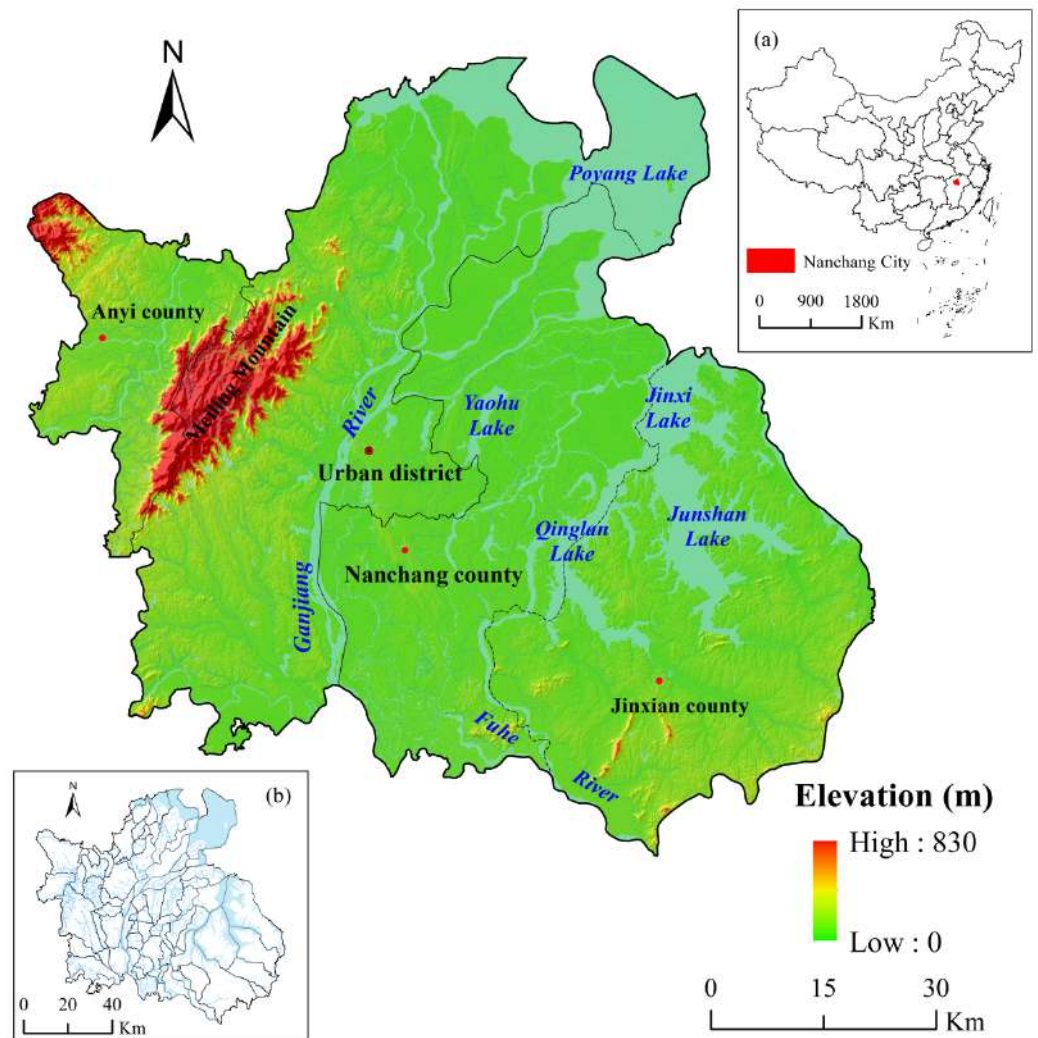 N
(a)
Nanchang City
0 900 1800
Km
Poyang Lake
Anyi county
Meiling Mountain
River
Yaohu
Lake
Jinxi
Lake
Urban district
Qinglan
Lake
Junshan
Lake
Nanchang county
Ganjiang
Jinxian county
Fuhe
River
N
(b)
0 20 40
Km
Elevation (m)
High : 830
Low : 0
0 15 30
Km